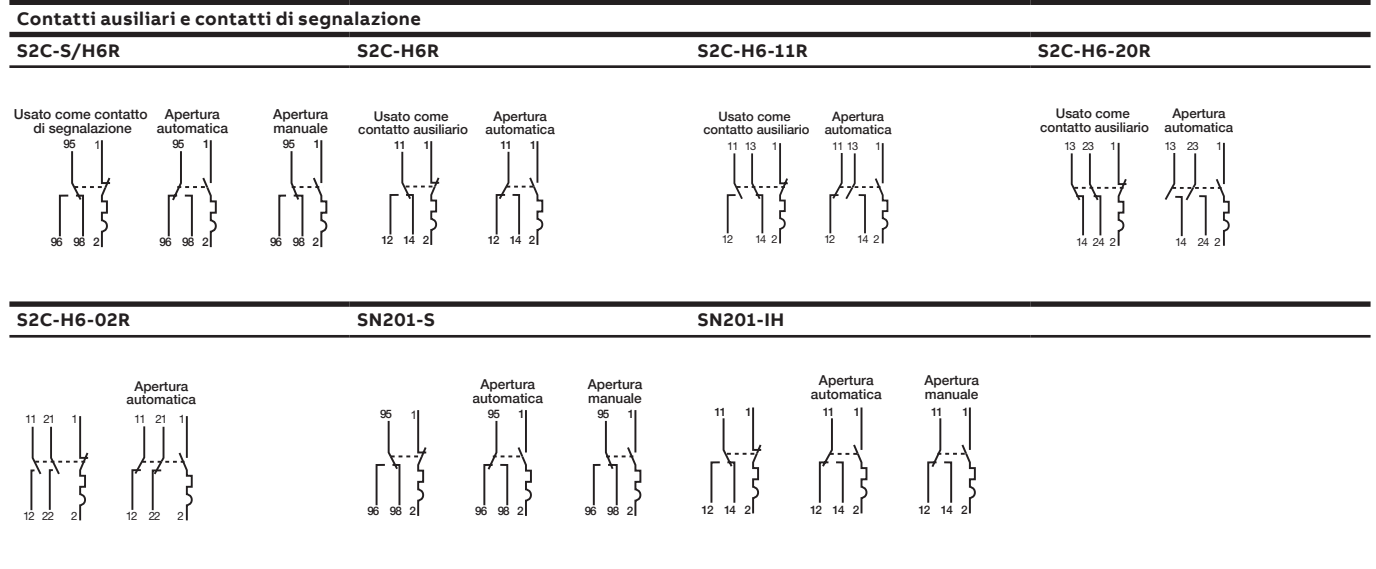 Contatti ausiliari e contatti di segnalazione
S2C-S/H6R S2C-H6R S2C-H6-11R S2C-H6-20R
Usato come contatto di segnalazione
95 1
96 98 2
Apertura automatica
95 1
96 98 2
Apertura manuale
95 1
96 98 2
Usato come contatto ausiliario
11 1
12 14 2
Apertura automatica
11 1
12 14 2
Usato come contatto ausiliario
11 13 1
12 14 2
Apertura automatica
11 13 1
12 14 2
Usato come contatto ausiliario
13 23 1
14 24 2
Apertura automatica
13 23 1
14 24 2
S2C-H6-02R SN201-S SN201-IH
11 21 1
12 22 2
Apertura automatica
11 21 1
12 22 2
95 1
96 98 2
Apertura automatica
95 1
96 98 2
Apertura manuale
95 1
96 98 2
11 1
12 14 2
Apertura automatica
11 1
12 14 2
Apertura manuale
11 1
12 14 2